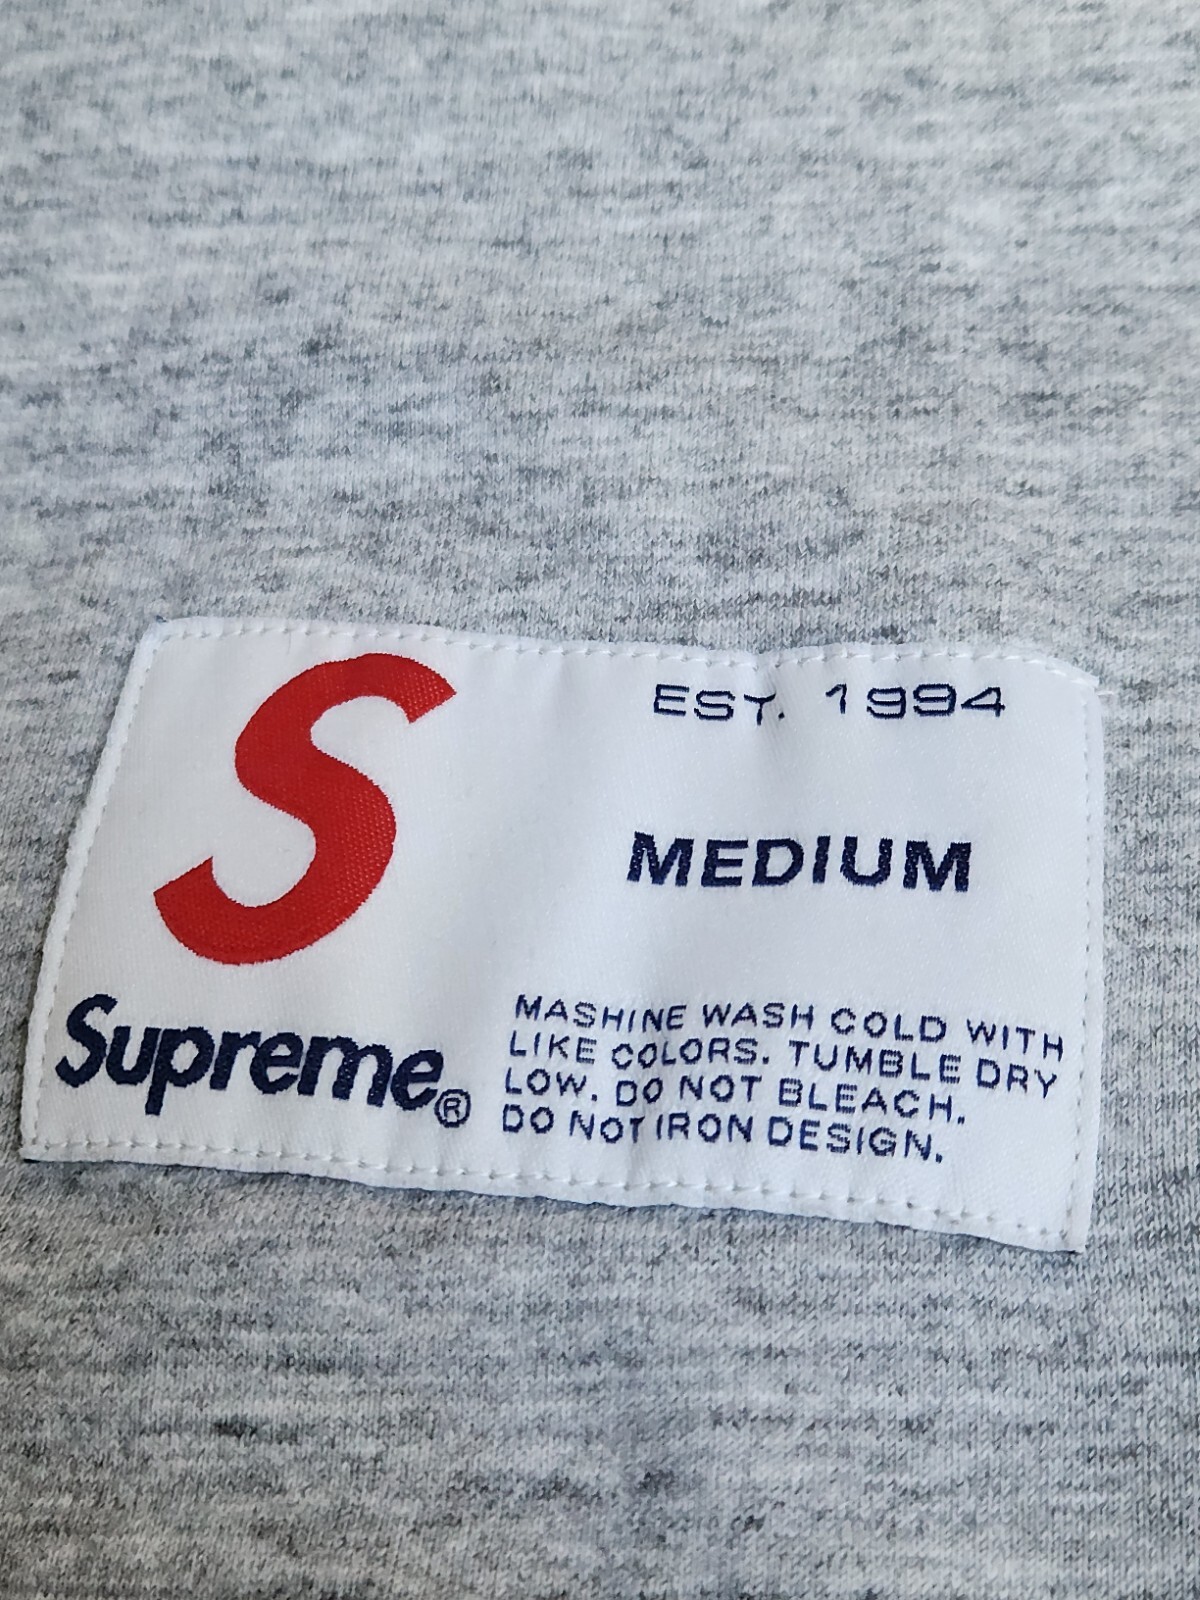 S
Supreme®
EST. 1994
MEDIUM
MASHINE WASH COLD WITH
LIKE COLORS. TUMBLE DRY
LOW. DO NOT BLEACH.
DO NOT IRON DESIGN.